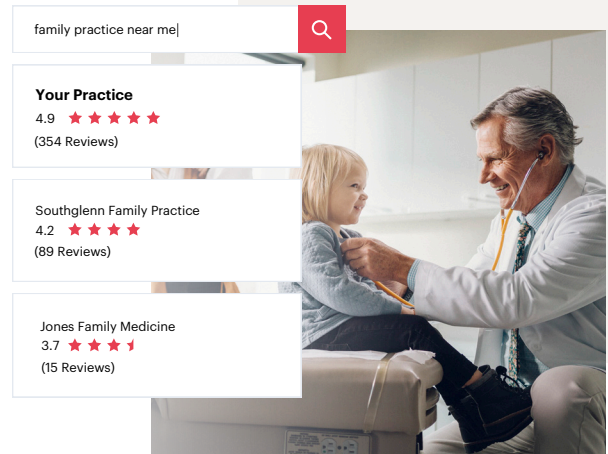 family practice near me
Your Practice
4.9
(354 Reviews)
Southglenn Family Practice
4.2
(89 Reviews)
Jones Family Medicine
3.7
(15 Reviews)